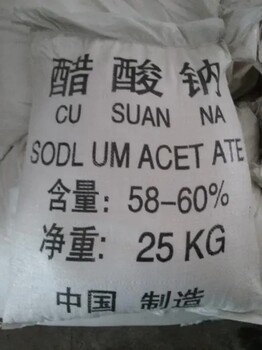 醋酸钠
CU SUAN NA
SODL UM ACET ATE
含量: 58-60%
净重: 25 KG
中国 制造